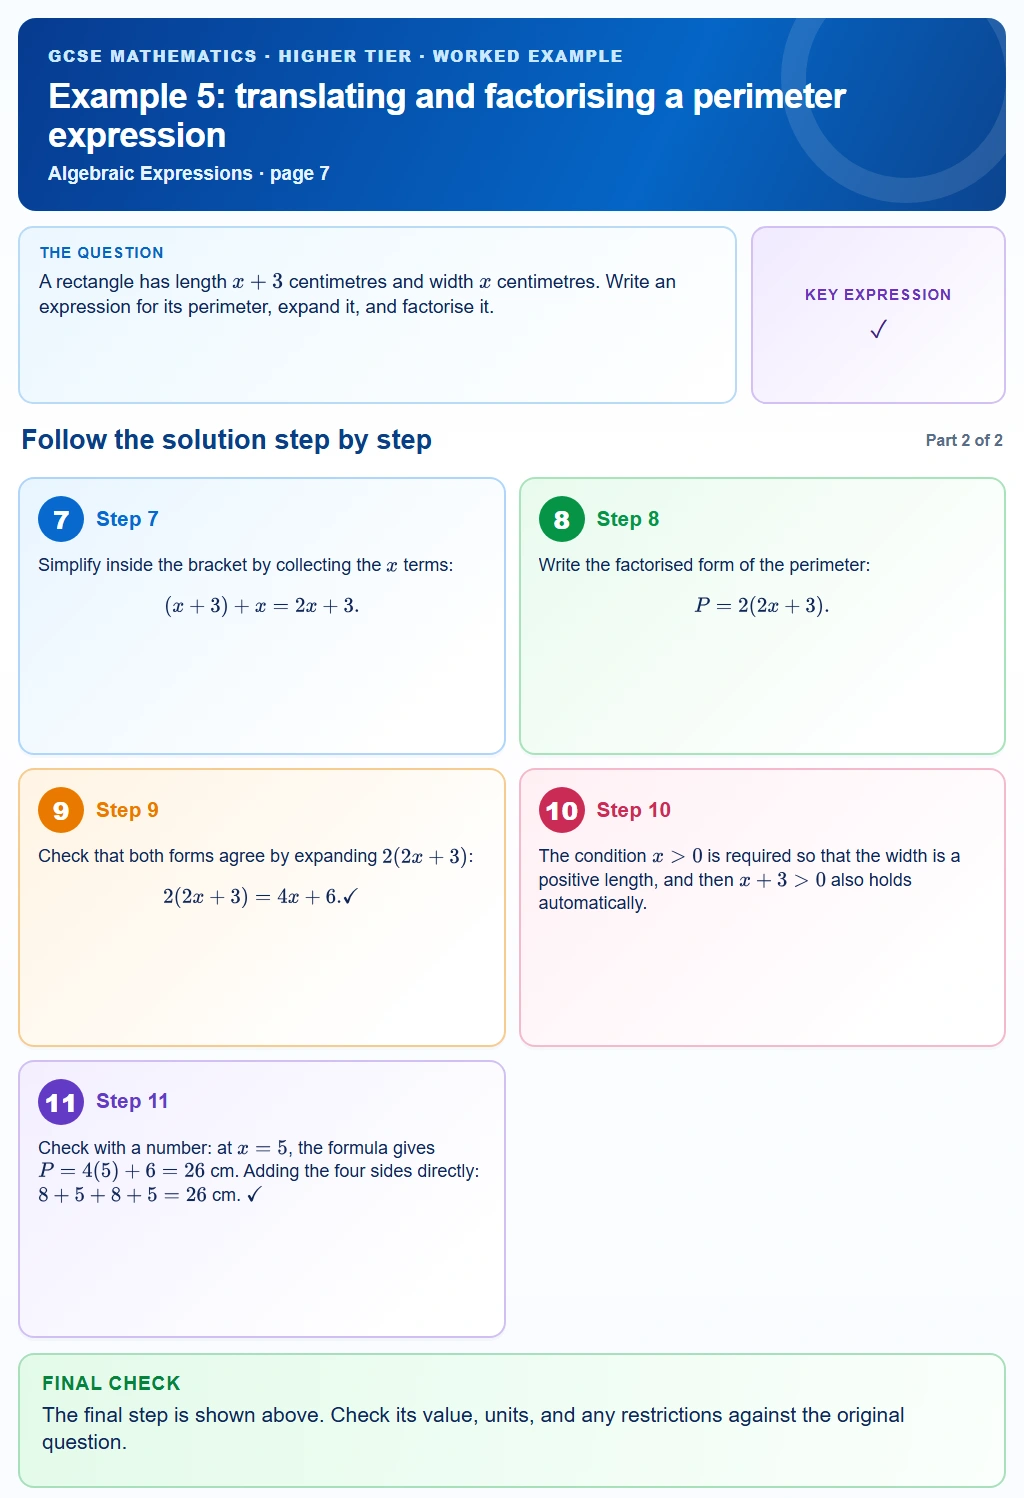 GCSE MATHEMATICS · HIGHER TIER · WORKED EXAMPLE
Example 5: translating and factorising a perimeter
expression
Algebraic Expressions · page 7
THE QUESTION
A rectangle has length x + 3 centimetres and width x centimetres. Write an
expression for its perimeter, expand it, and factorise it.
KEY EXPRESSION
✓
Follow the solution step by step
Part 2 of 2
7 Step 7
Simplify inside the bracket by collecting the x terms:
(x + 3) + x = 2x + 3.
8 Step 8
Write the factorised form of the perimeter:
P = 2(2x + 3).
9 Step 9
Check that both forms agree by expanding 2(2x + 3):
2(2x + 3) = 4x + 6.✓
10 Step 10
The condition x > 0 is required so that the width is a
positive length, and then x + 3 > 0 also holds
automatically.
11 Step 11
Check with a number: at x = 5, the formula gives
P = 4(5) + 6 = 26 cm. Adding the four sides directly:
8 + 5 + 8 + 5 = 26 cm. ✓
FINAL CHECK
The final step is shown above. Check its value, units, and any restrictions against the original
question.